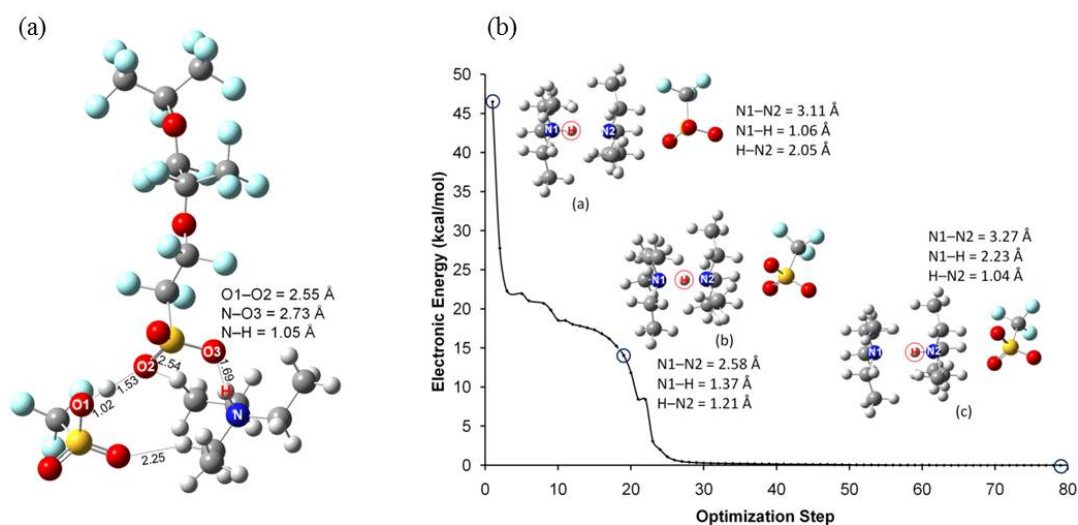 (a)
O1–O2 = 2.55 Å
N–O3 = 2.73 Å
N–H = 1.05 Å
O3
2.54
O2
1.69
1.53
H
O1
1.02
N
2.25
(b)
Electronic Energy (kcal/mol)
50
45
40
35
30
25
20
15
10
5
0
N1
H
N2
N1–N2 = 3.11 Å
N1–H = 1.06 Å
H–N2 = 2.05 Å
(a)
N1
H
N2
(b)
N1–N2 = 2.58 Å
N1–H = 1.37 Å
H–N2 = 1.21 Å
N1–N2 = 3.27 Å
N1–H = 2.23 Å
H–N2 = 1.04 Å
N1
H
N2
(c)
0 10 20 30 40 50 60 70 80
Optimization Step